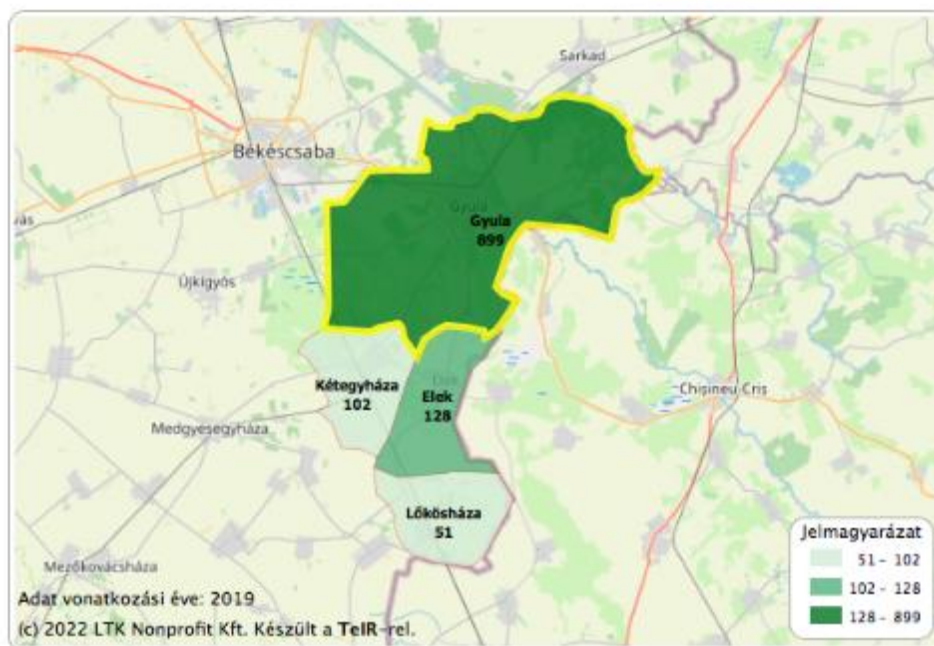 Sarkad
Békéscsaba
Gyula
Gyula
899
Újkígyós
Kétegyháza
102
Elek
Elek
128
Chișineu-Criș
Medgyesegyháza
Lőkösháza
51
Mezőkovácsháza
Jelmagyarázat
51 - 102
102 - 128
128 - 899
Adat vonatkozási éve: 2019
(c) 2022 LTK Nonprofit Kft. Készült a TeIR-rel.